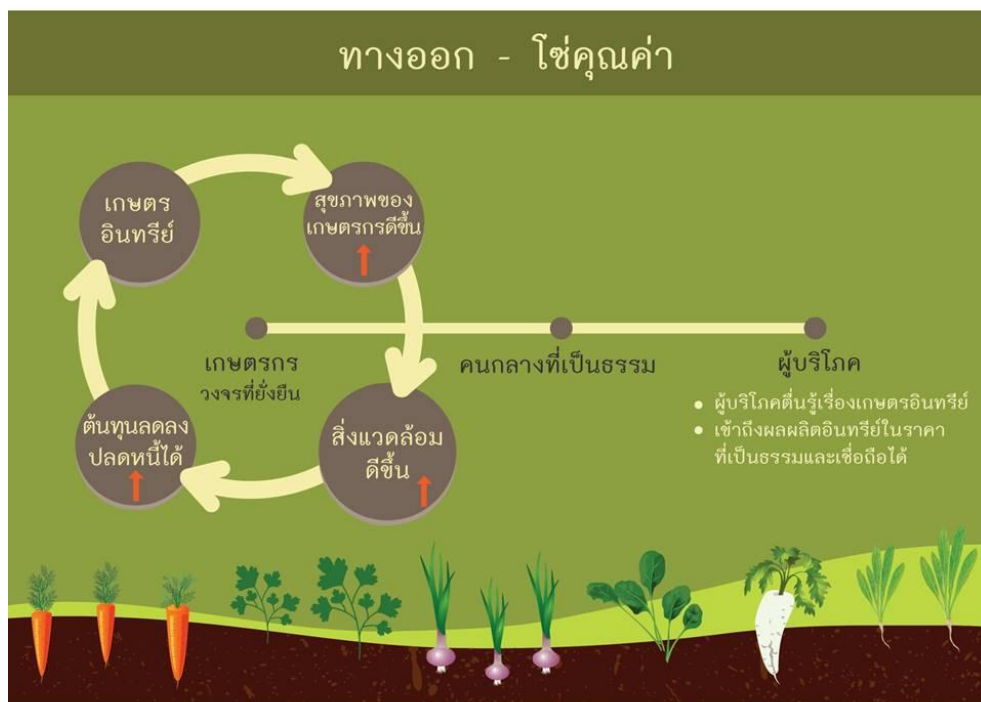 ทางออก - โซ่คุณค่า
เกษตร
อินทรีย์
สุขภาพของ
เกษตรกรดีขึ้น
สิ่งแวดล้อม
ดีขึ้น
ต้นทุนลดลง
ปลดหนี้ได้
เกษตรกร
วงจรที่ยั่งยืน
คนกลางที่เป็นธรรม
ผู้บริโภค
• ผู้บริโภคตื่นรู้เรื่องเกษตรอินทรีย์
• เข้าถึงผลผลิตอินทรีย์ในราคา
ที่เป็นธรรมและเชื่อถือได้